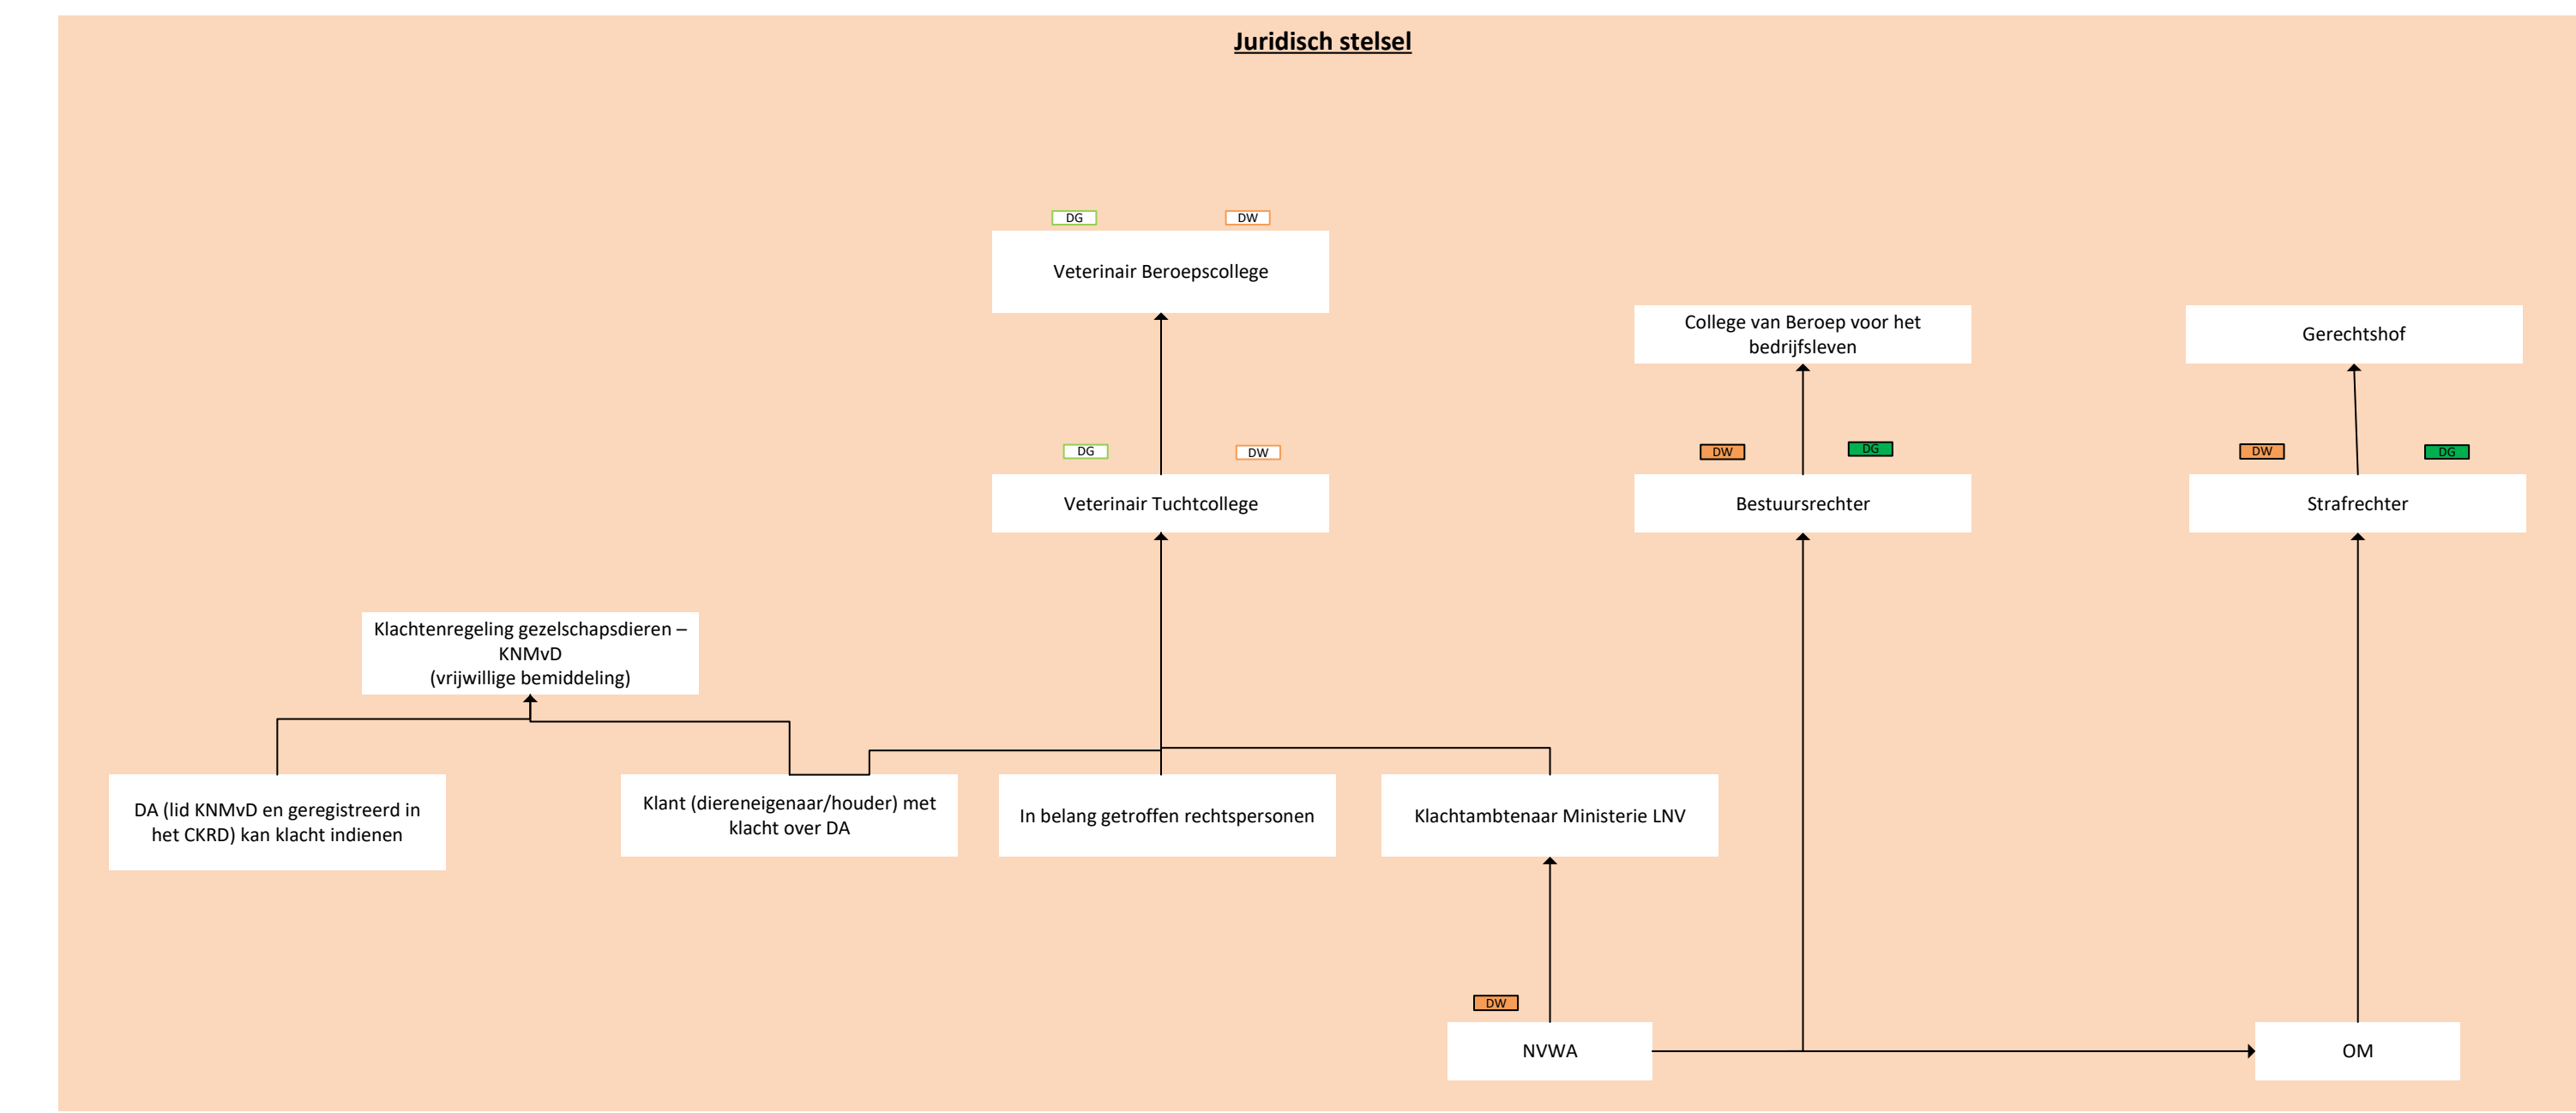 Juridisch stelsel
DG
DW
Veterinair Beroepscollege
College van Beroep voor het
bedrijfsleven
Gerechtshof
DG
DW
DW
DG
DW
DG
Veterinair Tuchtcollege
Bestuursrechter
Strafrechter
Klachtenregeling gezelschapsdieren –
KNMvD
(vrijwillige bemiddeling)
DA (lid KNMvD en geregistreerd in
het CKRD) kan klacht indienen
Klant (diereneigenaar/houder) met
klacht over DA
In belang getroffen rechtspersonen
Klachtambtenaar Ministerie LNV
DW
NVWA
OM